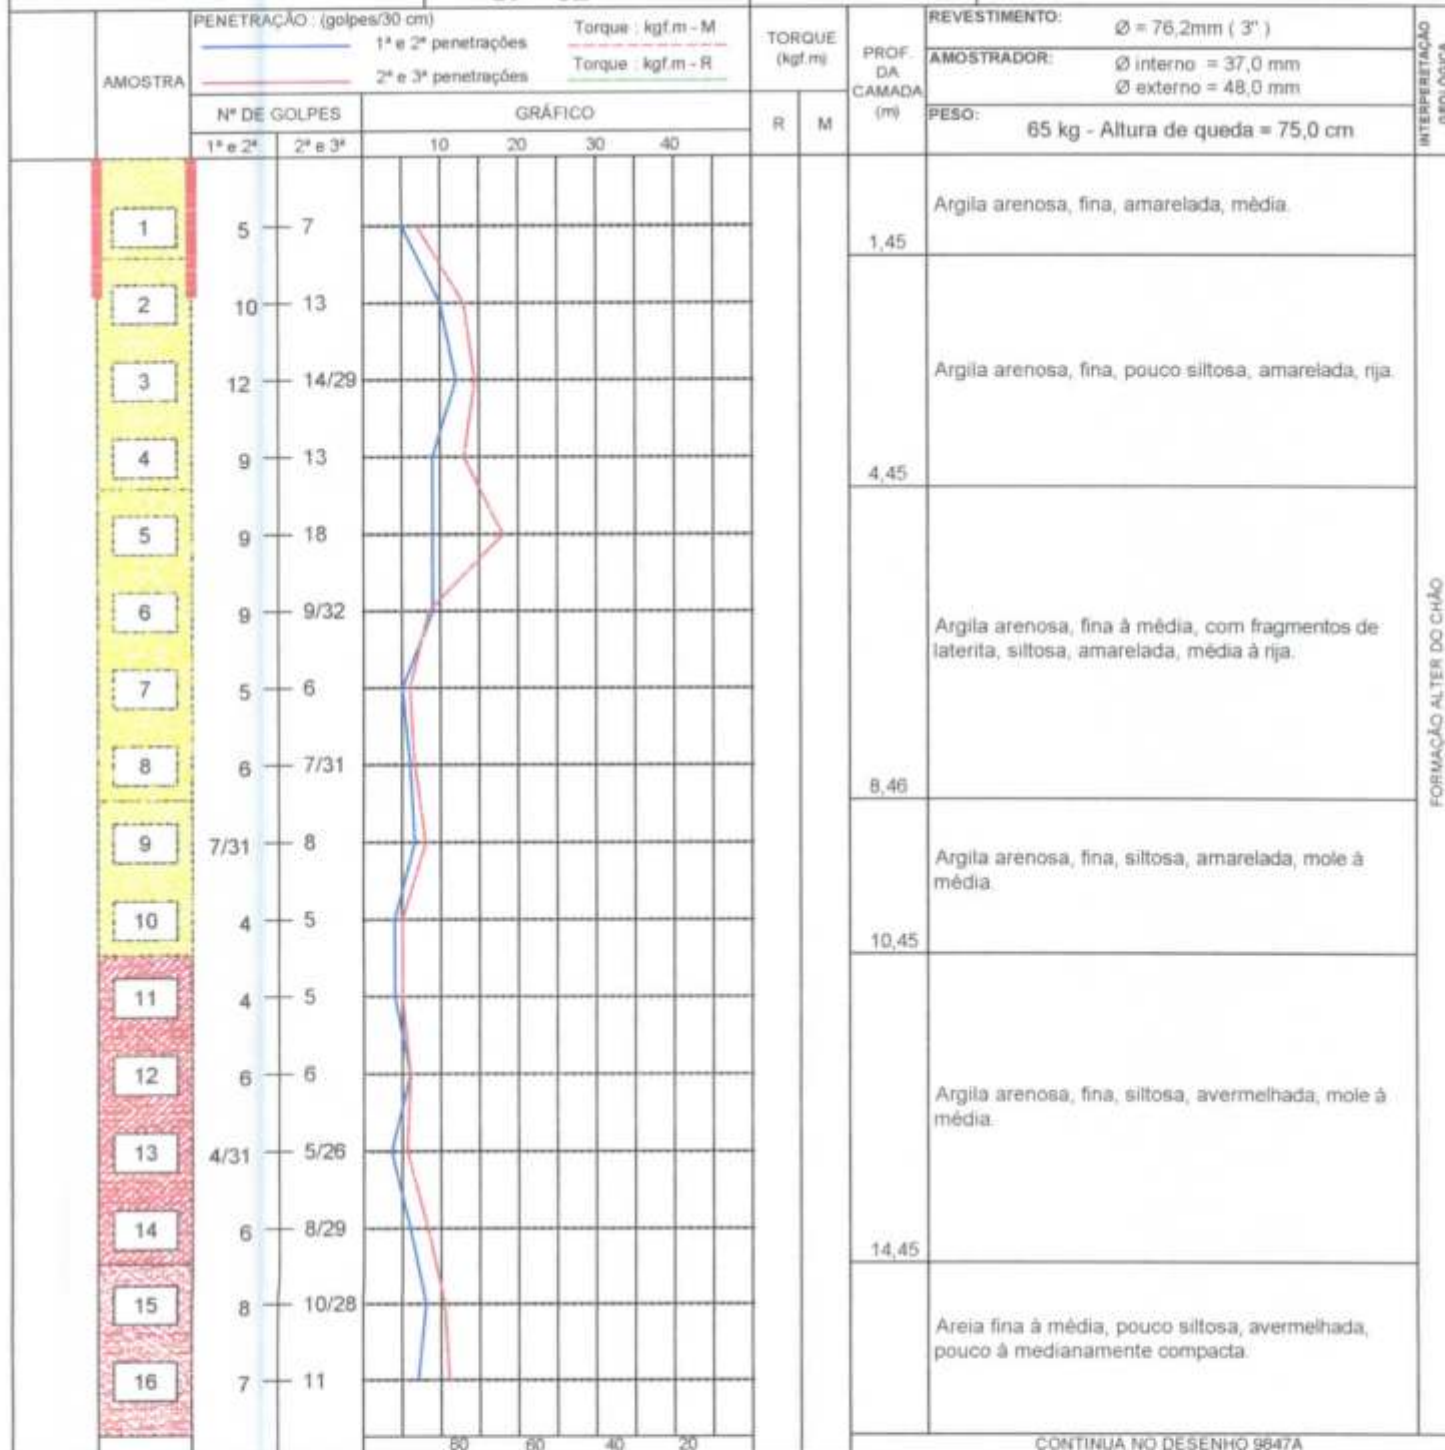 PENETRAÇÃO : (golpes/30 cm)
1ª e 2ª penetrações
2ª e 3ª penetrações
Torque : kgf.m - M
Torque : kgf.m - R
AMOSTRA
Nº DE GOLPES
1ª e 2ª
2ª e 3ª
GRÁFICO
10 20 30 40
TORQUE
(kgf.m)
R M
PROF.
DA
CAMADA
(m)
REVESTIMENTO: Ø = 76,2mm ( 3" )
AMOSTRADOR: Ø interno = 37,0 mm
Ø externo = 48,0 mm
PESO: 65 kg - Altura de queda = 75,0 cm
INTERPERETAÇÃO
GEOLÓGICA
1 5 7
Argila arenosa, fina, amarelada, mèdia.
1,45
2 10 13
3 12 14/29
Argila arenosa, fina, pouco siltosa, amarelada, rija.
4 9 13
4,45
5 9 18
6 9 9/32
Argila arenosa, fina à mèdia, com fragmentos de
laterita, siltosa, amarelada, mèdia à rija.
7 5 6
8 6 7/31
8,46
9 7/31 8
Argila arenosa, fina, siltosa, amarelada, mole à
mèdia.
10 4 5
10,45
11 4 5
12 6 6
Argila arenosa, fina, siltosa, avermelhada, mole à
mèdia.
13 4/31 5/26
14 6 8/29
14,45
15 8 10/28
Areia fina à mèdia, pouco siltosa, avermelhada,
pouco à medianamente compacta.
16 7 11
FORMAÇÃO ALTER DO CHÃO
80 60 40 20
CONTINUA NO DESENHO 9847A